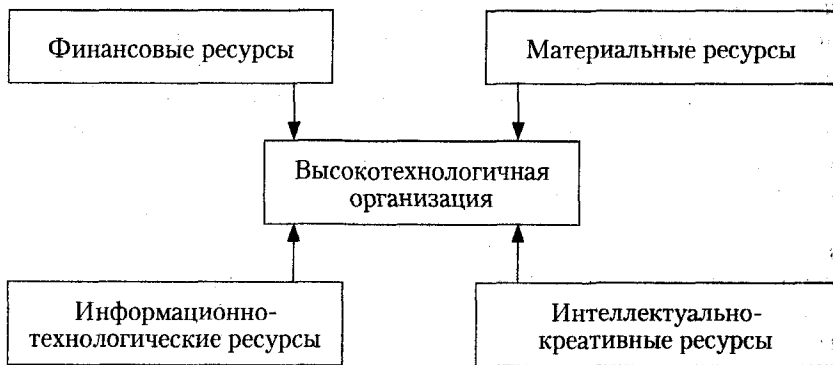 Финансовые ресурсы
Материальные ресурсы
Высокотехнологичная
организация
Информационно-
технологические ресурсы
Интеллектуально-
креативные ресурсы